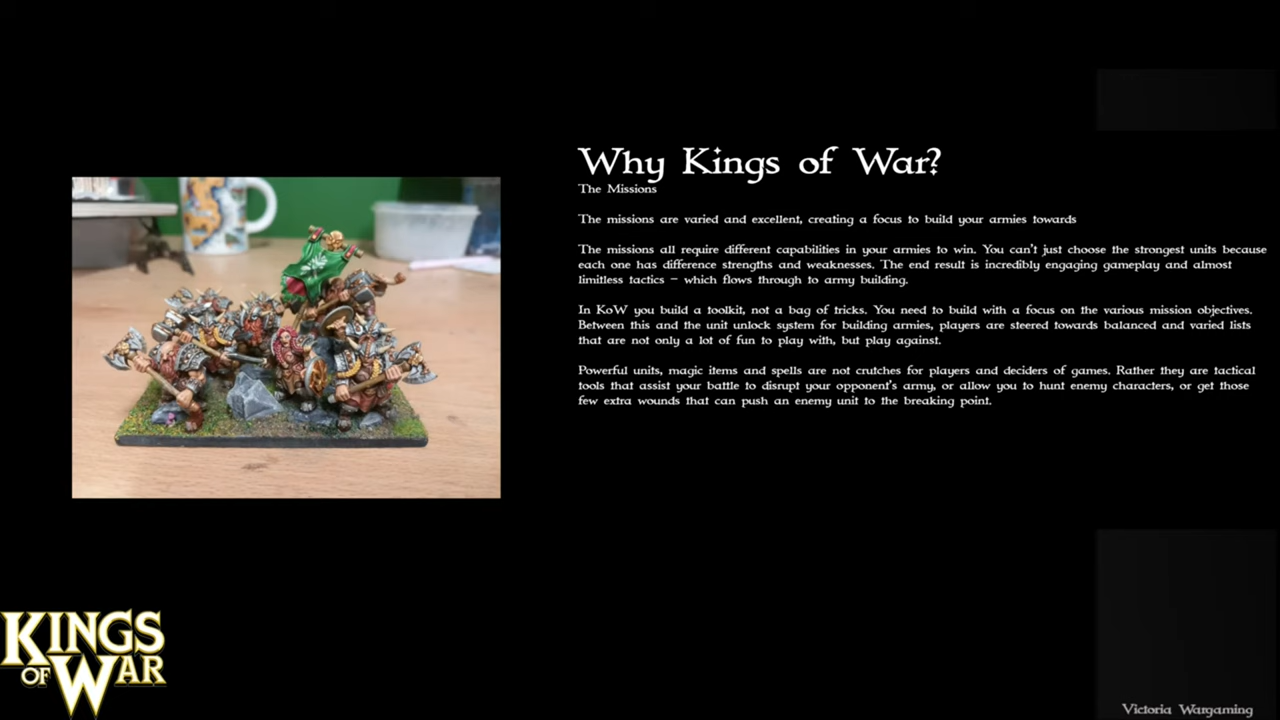 Why Kings of War?
The Missions
The missions are varied and excellent, creating a focus to build your armies towards
The missions all require different capabilities in your armies to win. You can't just choose the strongest units because
each one has difference strengths and weaknesses. The end result is incredibly engaging gameplay and almost
limitless tactics – which flows through to army building.
In KoW you build a toolkit, not a bag of tricks. You need to build with a focus on the various mission objectives.
Between this and the unit unlock system for building armies, players are steered towards balanced and varied lists
that are not only a lot of fun to play with, but play against.
Powerful units, magic items and spells are not crutches for players and deciders of games. Rather they are tactical
tools that assist your battle to disrupt your opponent's army, or allow you to hunt enemy characters, or get those
few extra wounds that can push an enemy unit to the breaking point.
KINGS
OF WAR
Victoria Wargaming